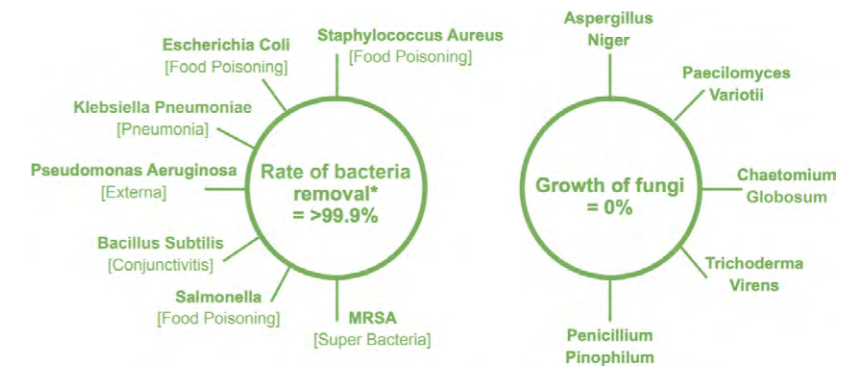 Staphylococcus Aureus
[Food Poisoning]
Escherichia Coli
[Food Poisoning]
Klebsiella Pneumoniae
[Pneumonia]
Pseudomonas Aeruginosa
[Externa]
Bacillus Subtilis
[Conjunctivitis]
Salmonella
[Food Poisoning]
MRSA
[Super Bacteria]
Rate of bacteria
removal*
= >99.9%
Aspergillus
Niger
Paecilomyces
Variotii
Chaetomium
Globosum
Trichoderma
Virens
Penicillium
Pinophilum
Growth of fungi
= 0%